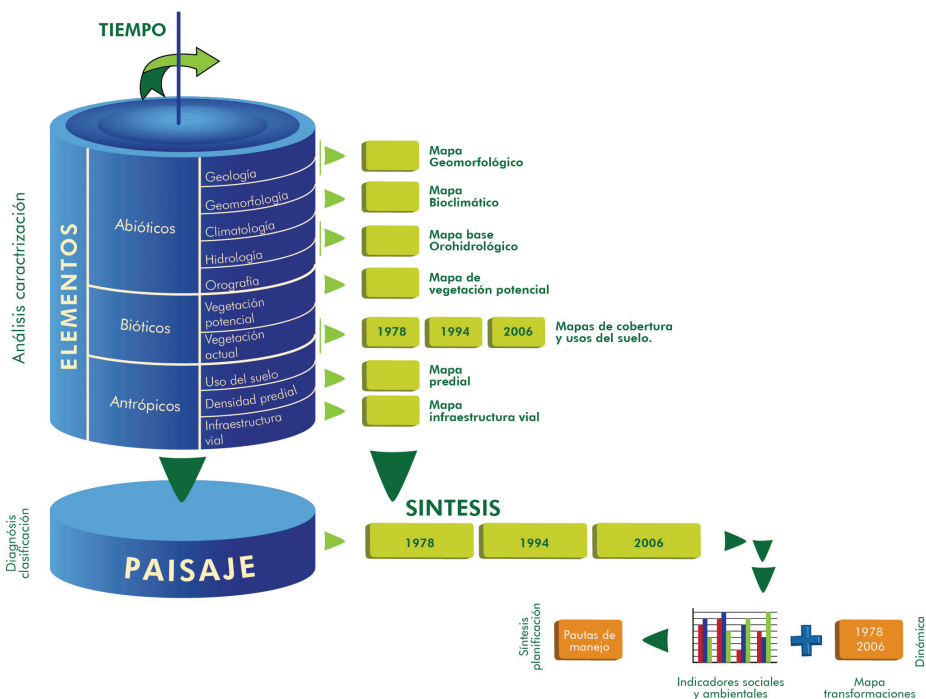 TIEMPO
Análisis caractrización
ELEMENTOS
Abióticos
Geología
Geomorfología
Climatología
Hidrología
Orografía
Bióticos
Vegetación
potencial
Vegetación
actual
Antrópicos
Uso del suelo
Densidad predial
Infraestructura
vial
Mapa
Geomorfológico
Mapa
Bioclimático
Mapa base
Orohidrológico
Mapa de
vegetación potencial
1978 1994 2006
Mapas de cobertura
y usos del suelo.
Mapa
predial
Mapa
infraestructura vial
Diagnósis
clasificación
PAISAJE
SINTESIS
1978 1994 2006
Síntesis
planificación
Pautas de
manejo
Indicadores sociales
y ambientales
1978
2006
Mapa
transformaciones
Dinámica